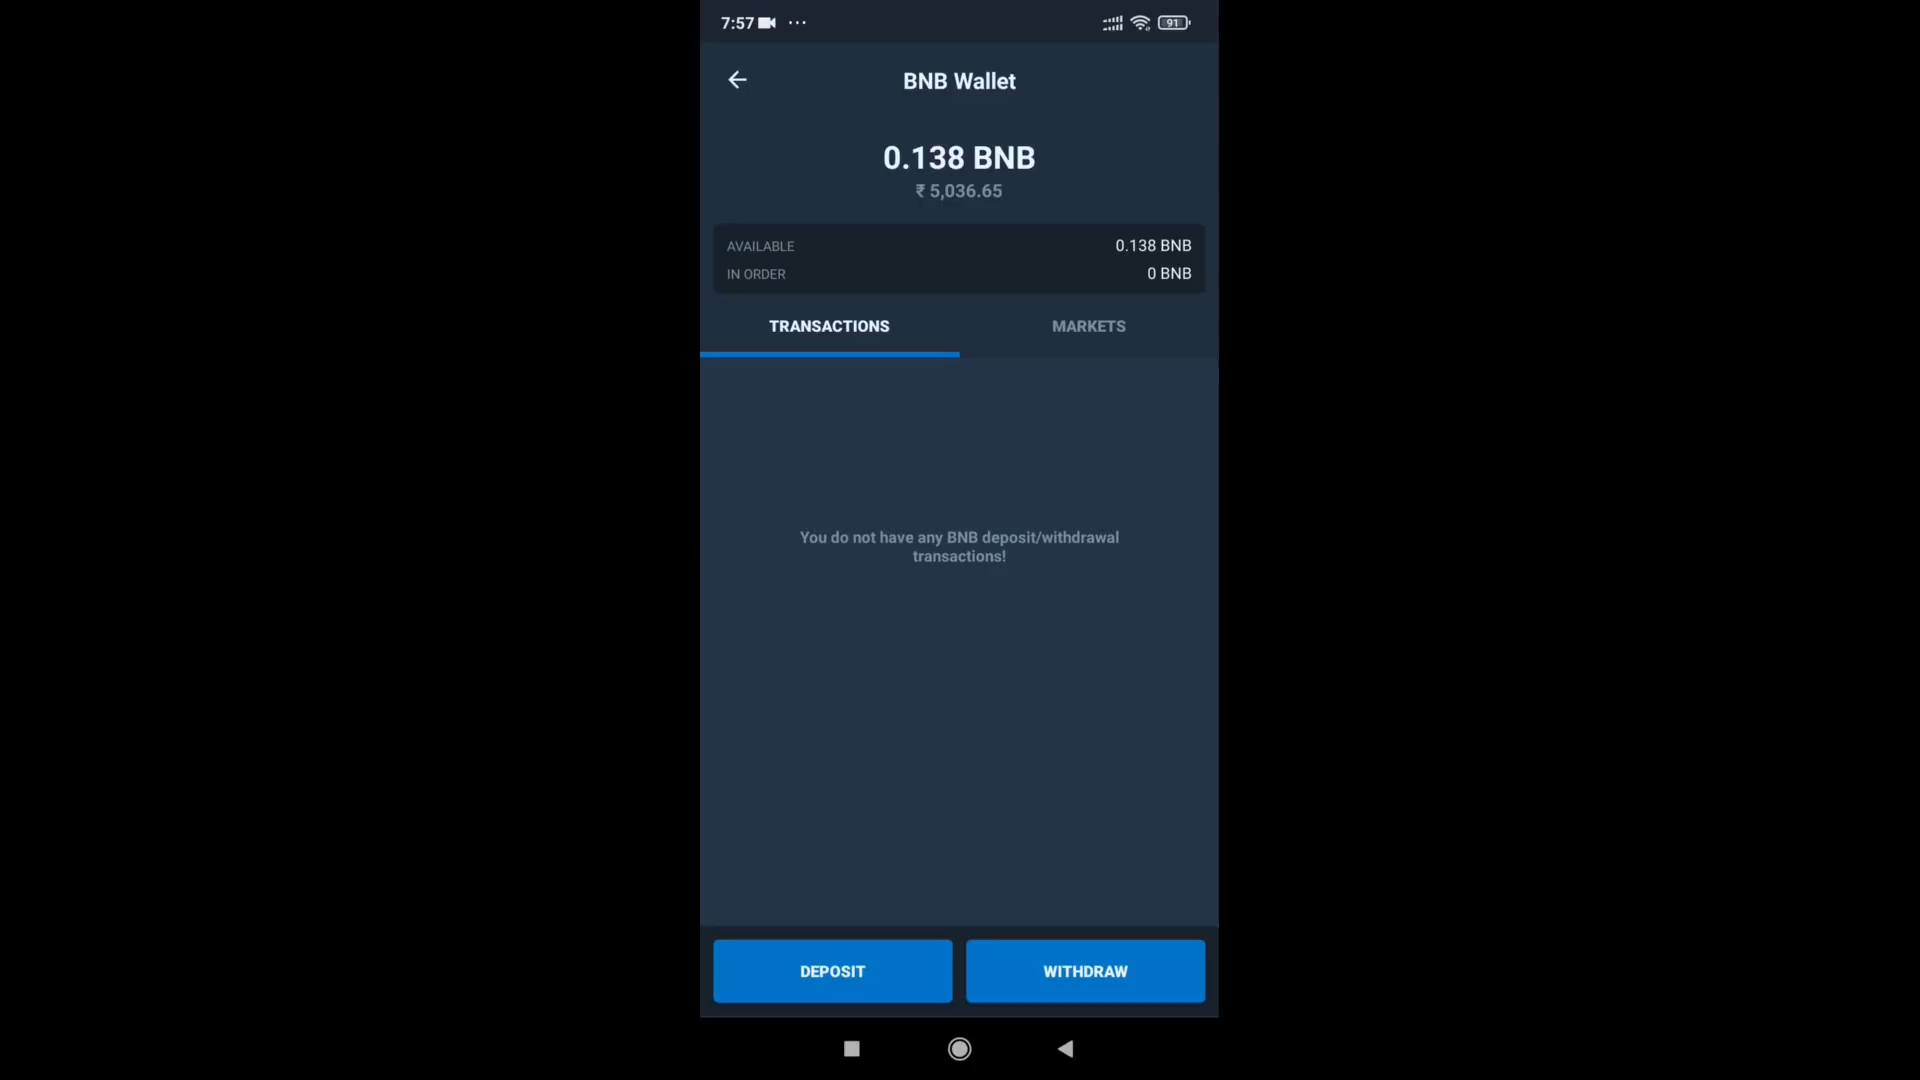 7:57
91
BNB Wallet
0.138 BNB
₹ 5,036.65
AVAILABLE 0.138 BNB
IN ORDER 0 BNB
TRANSACTIONS MARKETS
You do not have any BNB deposit/withdrawal
transactions!
DEPOSIT WITHDRAW